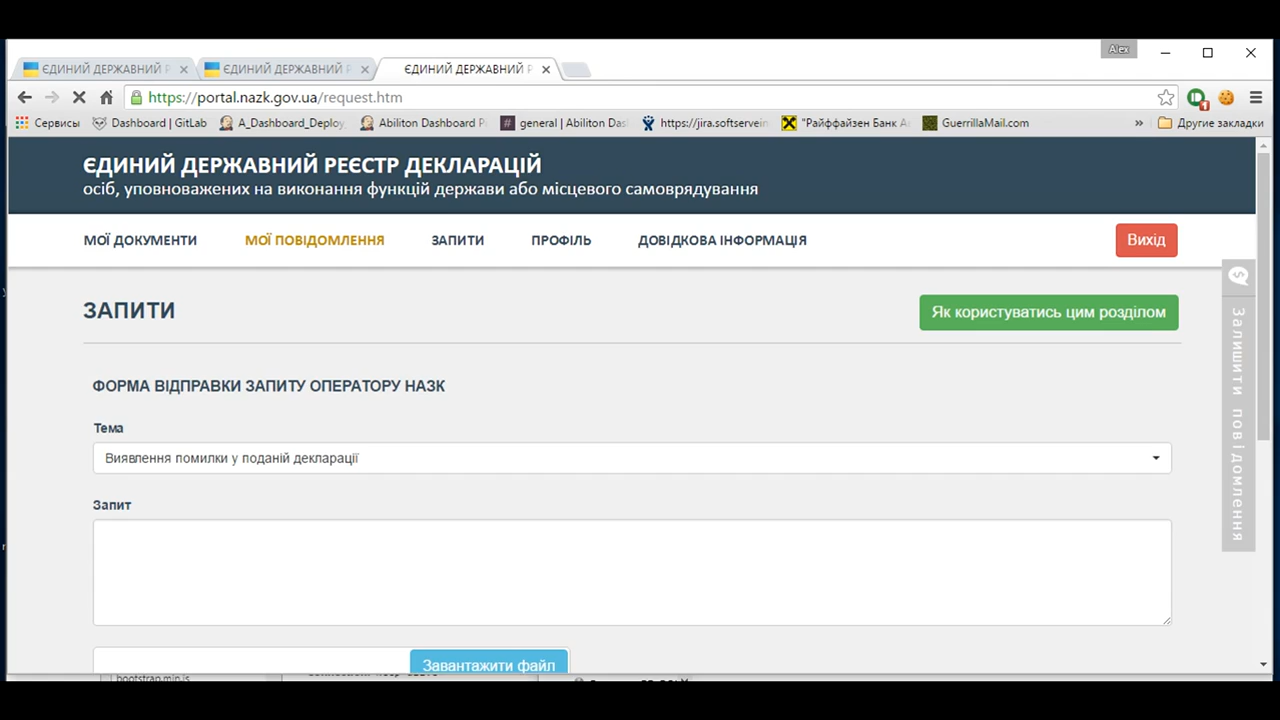 Alex
ЄДИНИЙ ДЕРЖАВНИЙ Р
ЄДИНИЙ ДЕРЖАВНИЙ Р
ЄДИНИЙ ДЕРЖАВНИЙ Р
https://portal.nazk.gov.ua/request.htm
Сервисы Dashboard | GitLab A_Dashboard_Deploy Abiliton Dashboard P general | Abiliton Das https://jira.softservein "Райффайзен Банк А GuerrillaMail.com » Другие закладки
ЄДИНИЙ ДЕРЖАВНИЙ РЕЄСТР ДЕКЛАРАЦІЙ
осіб, уповноважених на виконання функцій держави або місцевого самоврядування
МОЇ ДОКУМЕНТИ МОЇ ПОВІДОМЛЕННЯ ЗАПИТИ ПРОФІЛЬ ДОВІДКОВА ІНФОРМАЦІЯ Вихід
ЗАПИТИ
Як користуватись цим розділом
Залишити повідомлення
ФОРМА ВІДПРАВКИ ЗАПИТУ ОПЕРАТОРУ НАЗК
Тема
Виявлення помилки у поданій декларації
Запит
Завантажити файл
bootstrap.min.js